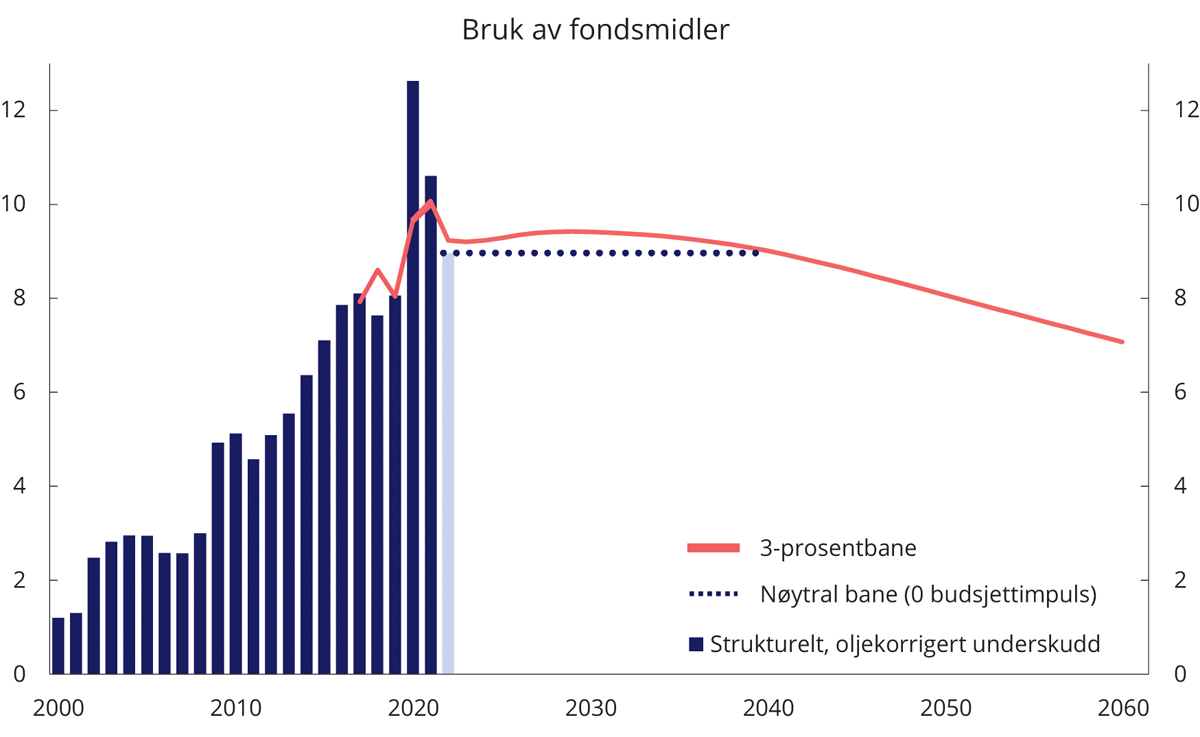 Bruk av fondsmidler
12 12
10 10
8 8
6 6
4 4
3-prosentbane
2 Nøytral bane (0 budsjettimpuls) 2
Strukturelt, oljekorrigert underskudd
0 0
2000 2010 2020 2030 2040 2050 2060